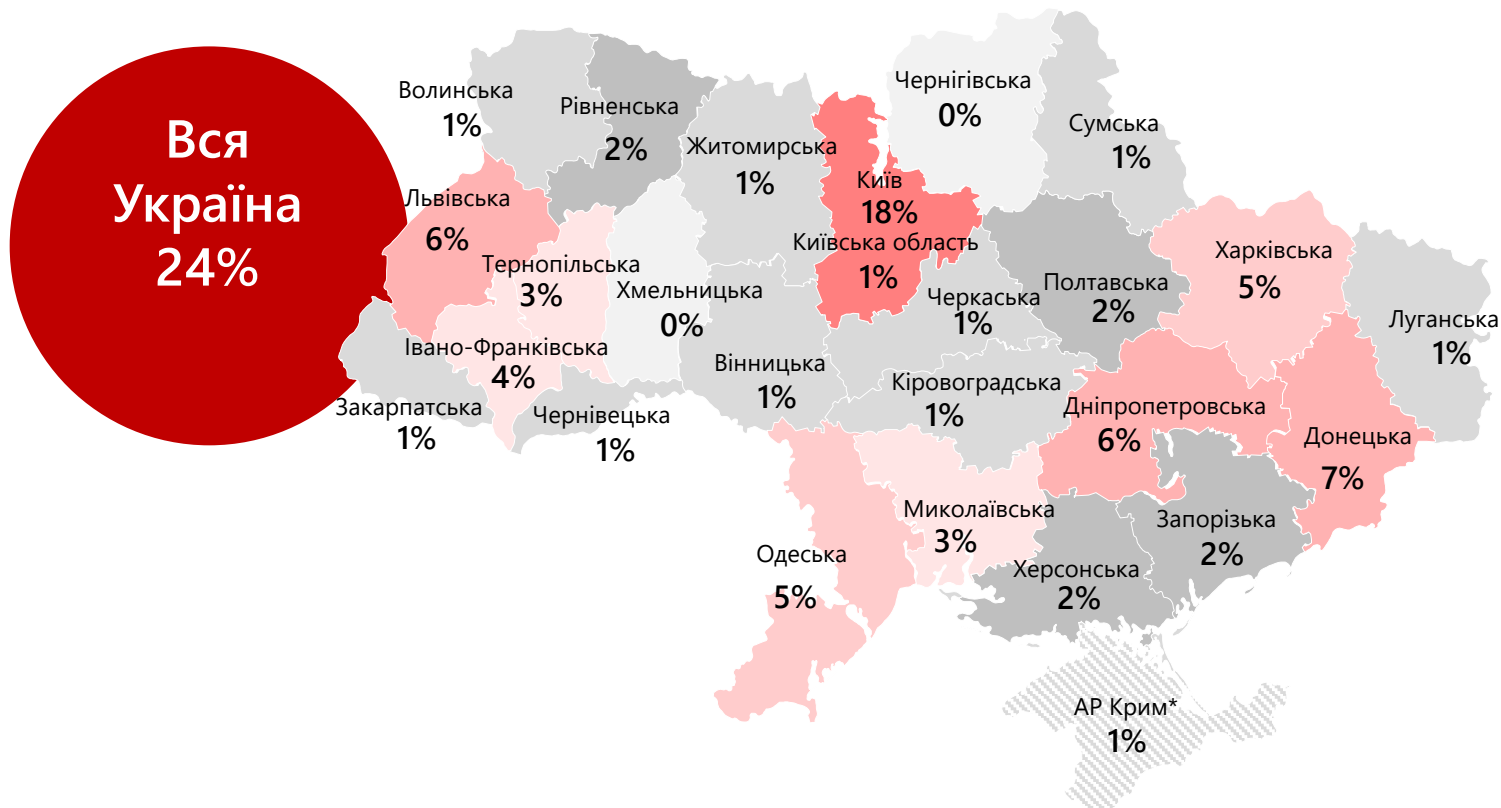 Вся
Україна
24%
Волинська
1%
Рівненська
2%
Житомирська
1%
Київ
18%
Київська область
1%
Чернігівська
0%
Сумська
1%
Львівська
6%
Тернопільська
3%
Хмельницька
0%
Черкаська
1%
Полтавська
2%
Харківська
5%
Луганська
1%
Івано-Франківська
4%
Закарпатська
1%
Чернівецька
1%
Вінницька
1%
Кіровоградська
1%
Дніпропетровська
6%
Донецька
7%
Одеська
5%
Миколаївська
3%
Херсонська
2%
Запорізька
2%
АР Крим*
1%